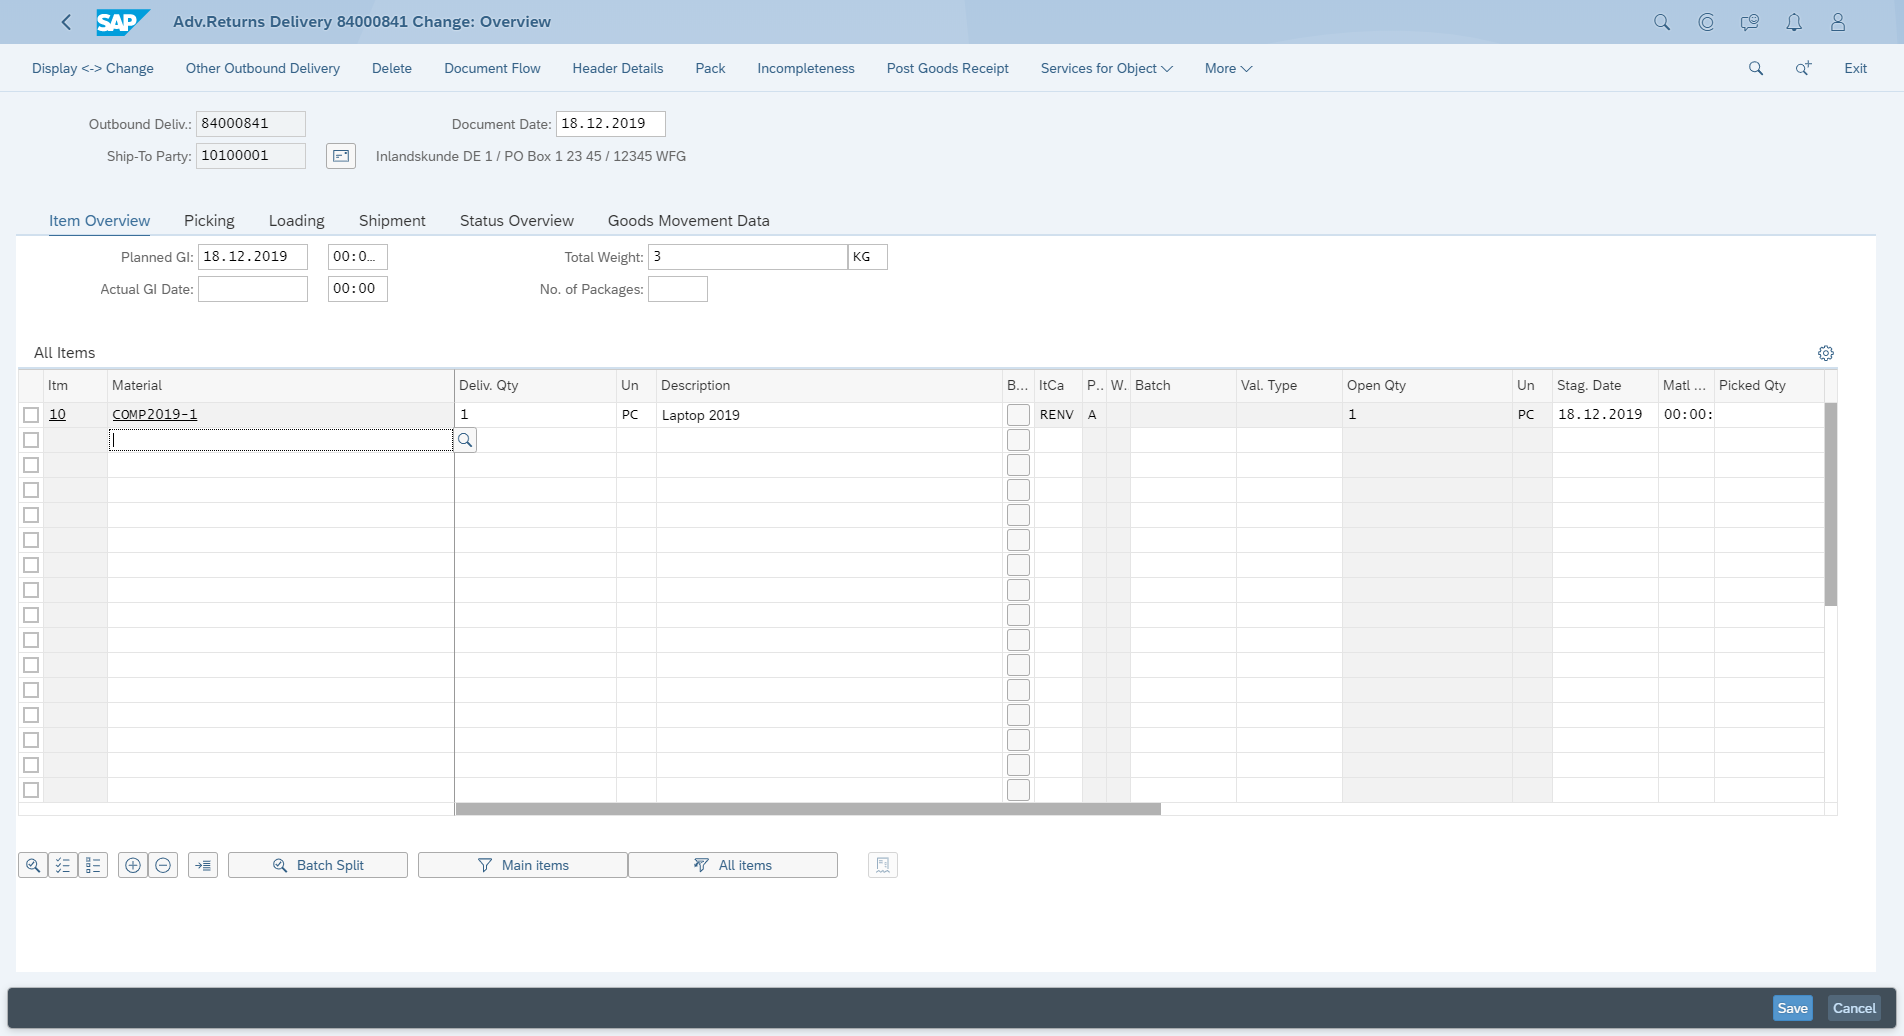 SAP Adv.Returns Delivery 84000841 Change: Overview
Display <-> Change Other Outbound Delivery Delete Document Flow Header Details Pack Incompleteness Post Goods Receipt Services for Object More Exit
Outbound Deliv.: 84000841 Document Date: 18.12.2019
Ship-To Party: 10100001 Inlandskunde DE 1 / PO Box 1 23 45 / 12345 WFG
Item Overview Picking Loading Shipment Status Overview Goods Movement Data
Planned GI: 18.12.2019 00:0... Total Weight: 3 KG
Actual GI Date: 00:00 No. of Packages:
All Items
Itm Material Deliv. Qty Un Description B... ItCa P.. W. Batch Val. Type Open Qty Un Stag. Date Matl ... Picked Qty
10 COMP2019-1 1 PC Laptop 2019 RENV A 1 PC 18.12.2019 00:00:
Batch Split Main items All items
Save Cancel